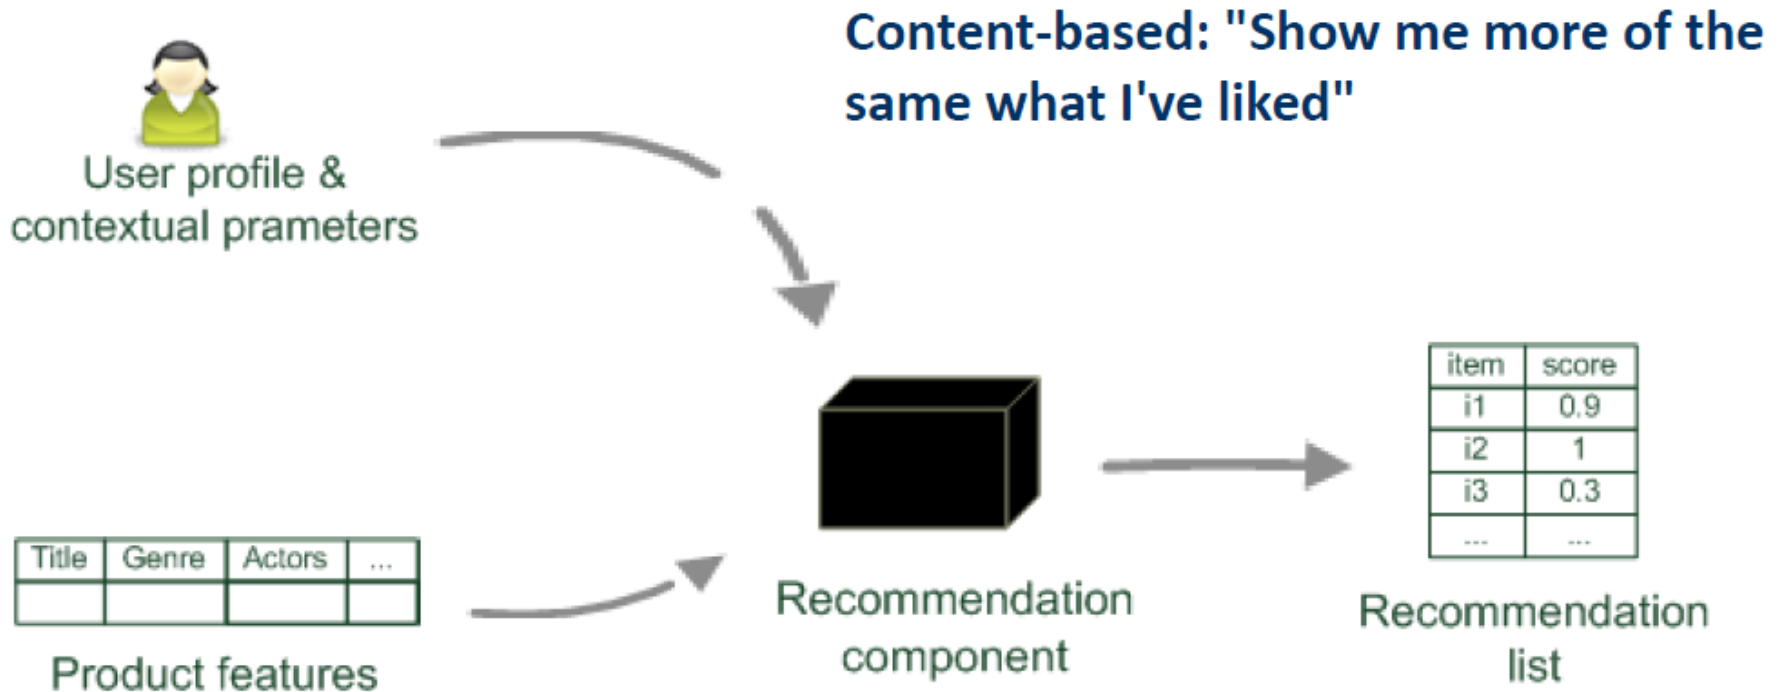 Content-based: "Show me more of the
same what I've liked"
User profile &
contextual prameters
item score
i1 0.9
i2 1
i3 0.3
... ...
Title Genre Actors ...
Product features
Recommendation
component
Recommendation
list